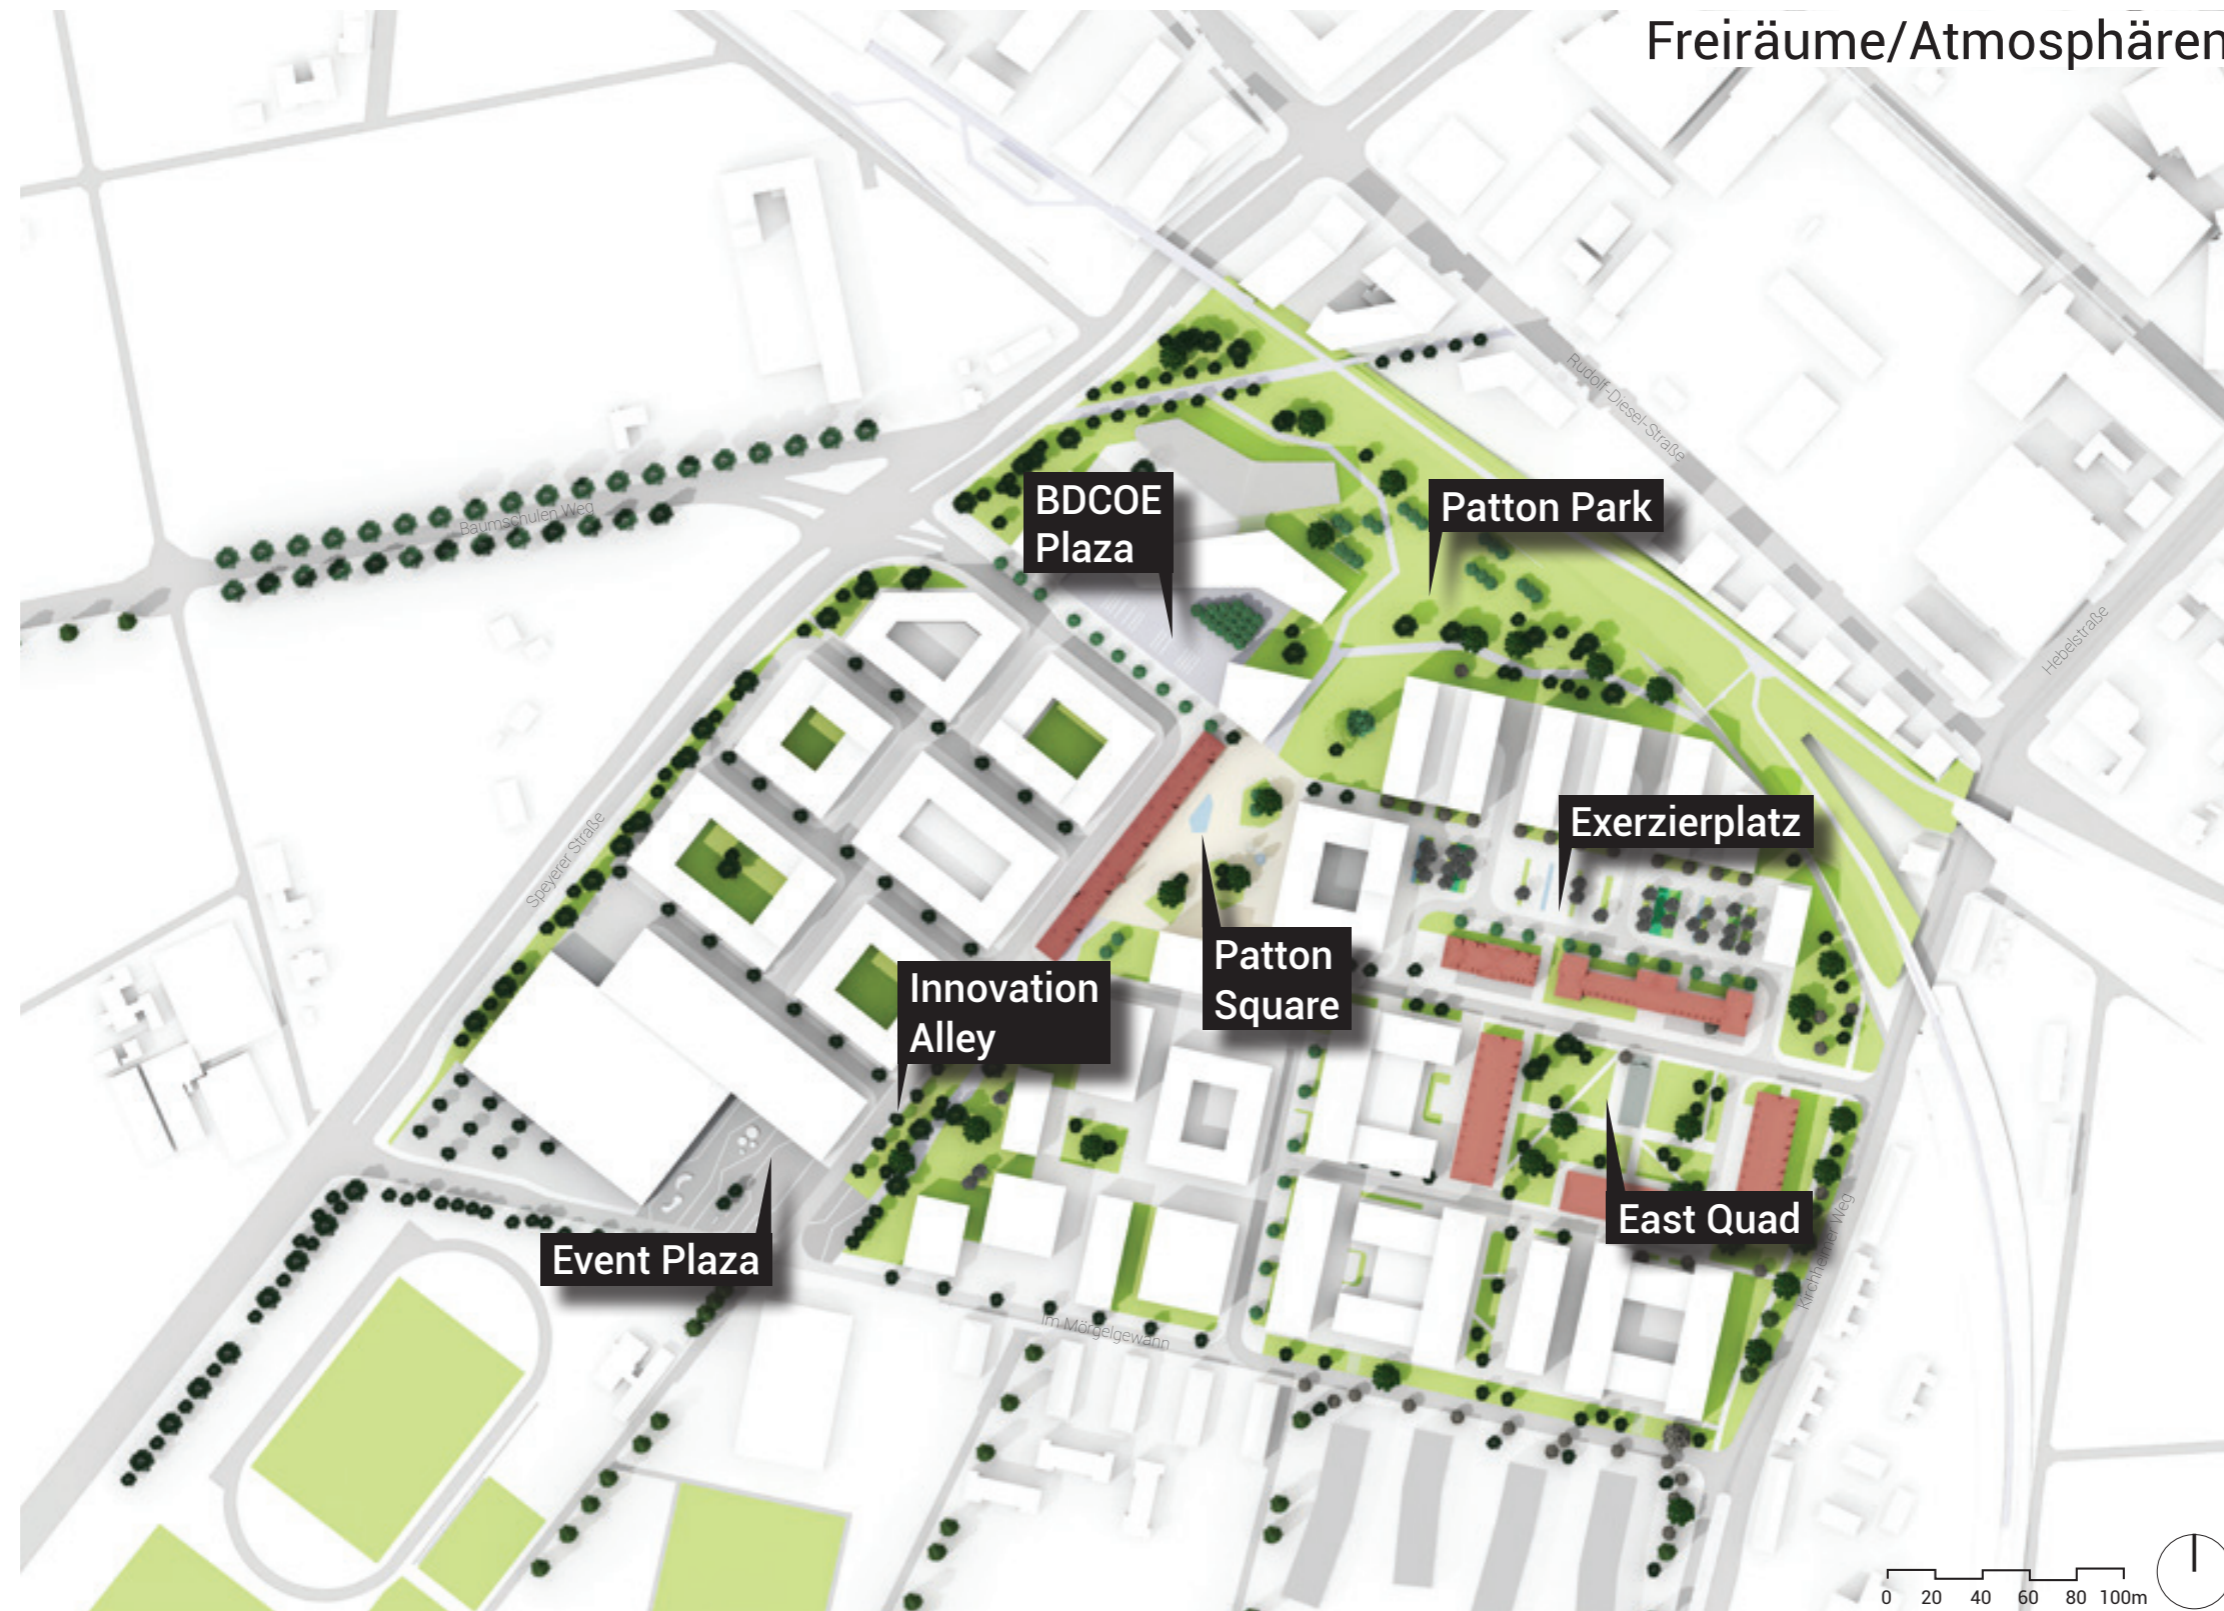 Freiräume/Atmosphären
Rudolf-Diesel-Straße
BDCOE
Plaza
Patton Park
Baumschulen Weg
Hebelstraße
Exerzierplatz
Speyerer Straße
Patton
Square
Innovation
Alley
East Quad
Event Plaza
Kirchheimer Weg
Im Mörgelgewann
0 20 40 60 80 100m